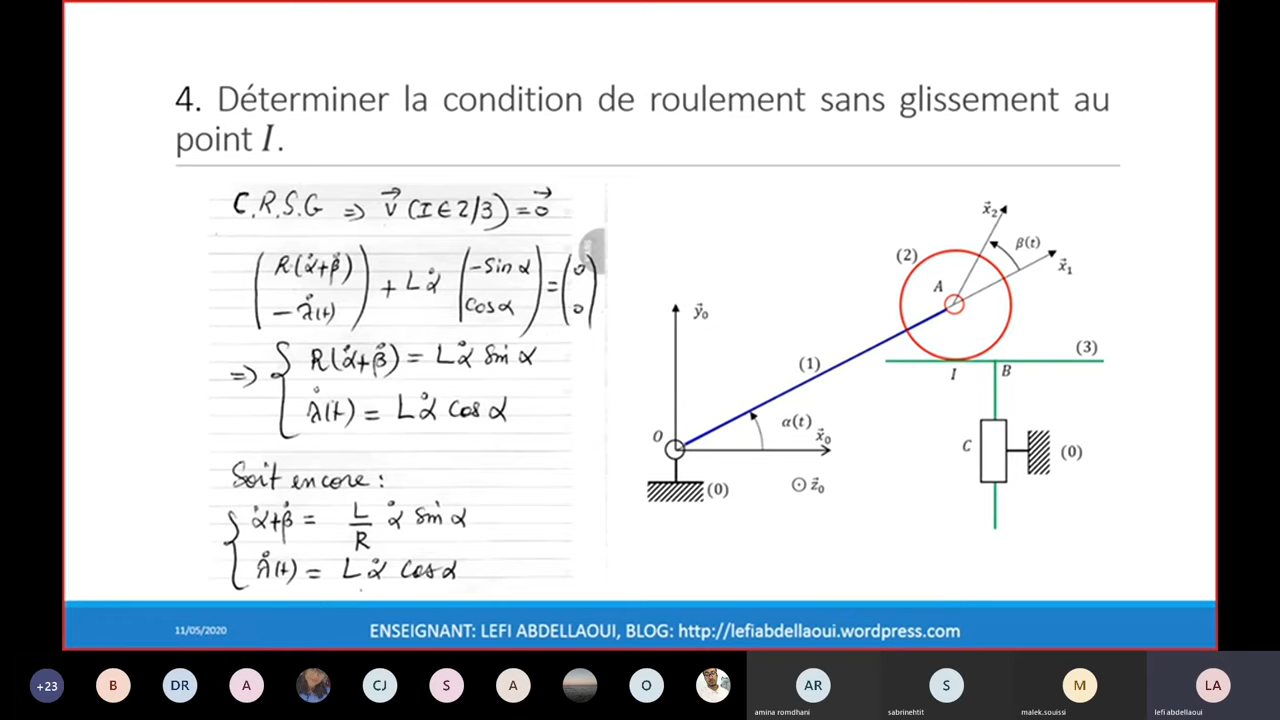 4. Déterminer la condition de roulement sans glissement au
point I.
C.R.S.G => V⃗ (I ∈ 2/3) = 0⃗
( R(α̇+β̇) ; -λ̇(t) ) + Lα̇ ( -Sin α ; cos α ) = ( 0 ; 0 )
=> { R(α̇+β̇) = Lα̇ Sin α
λ̇(t) = Lα̇ cos α
Soit encore :
{ α̇+β̇ = L/R α̇ Sin α
λ̇(t) = Lα̇ cos α
x⃗₂
β(t)
(2)
x⃗₁
A
y⃗₀
(3)
(1)
I
B
α(t)
x⃗₀
O
C
(0)
(0)
⊙ z⃗₀
11/05/2020
ENSEIGNANT: LEFI ABDELLAOUI, BLOG: http://lefiabdellaoui.wordpress.com
+23
B
DR
A
CJ
S
A
O
AR
S
M
LA
amina romdhani
sabrinehtit
malek.souissi
lefi abdellaoui